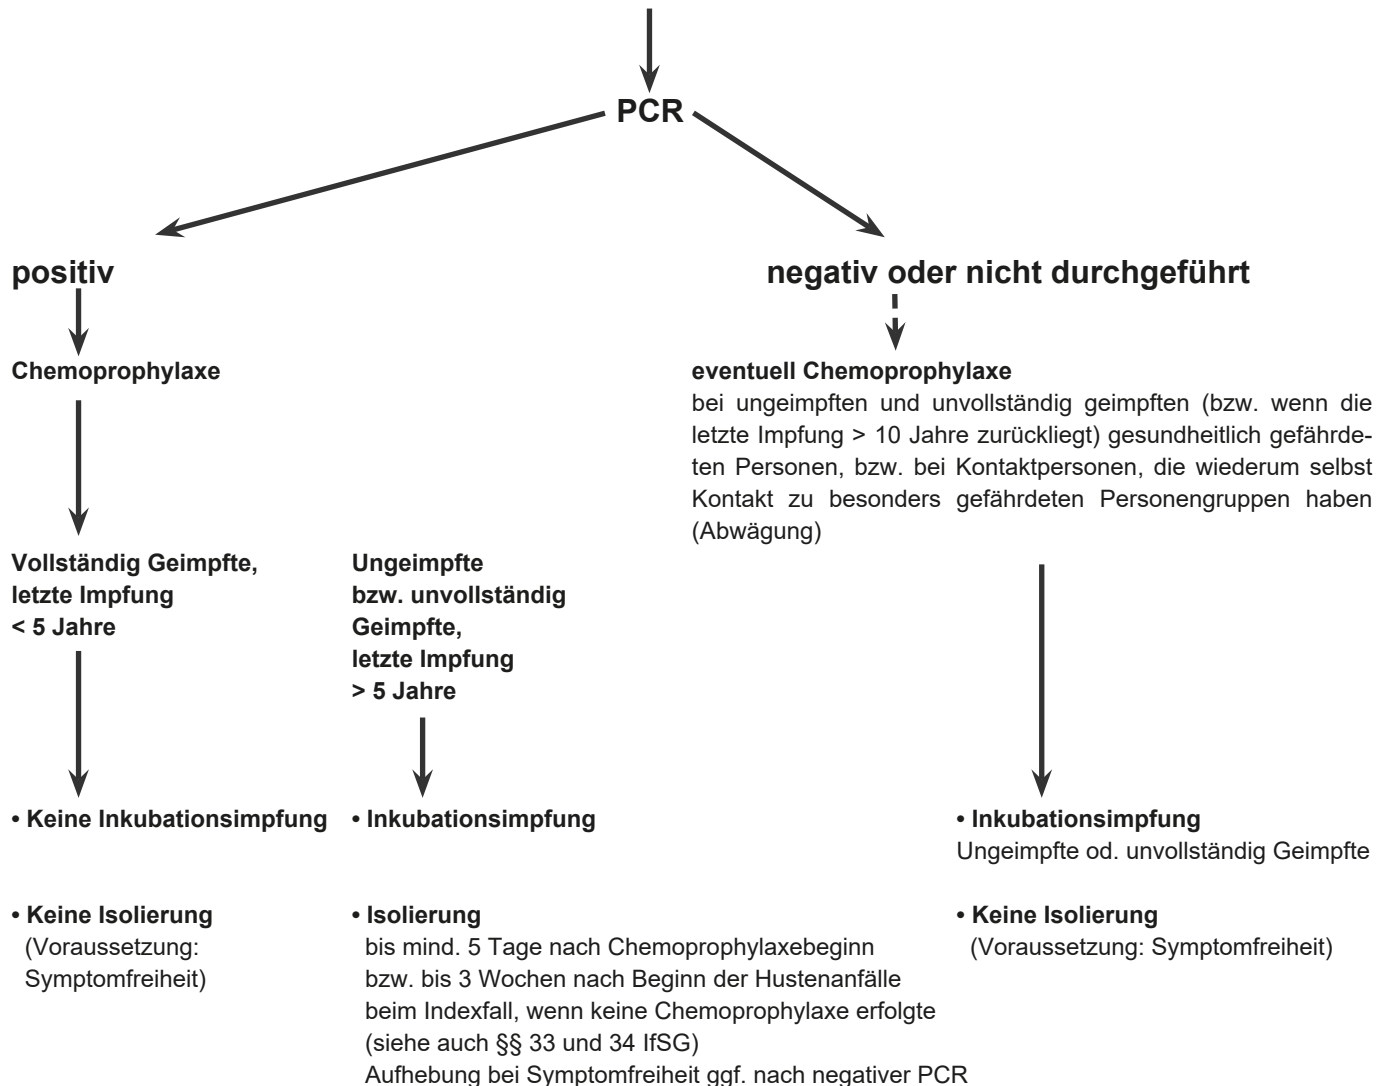 PCR
positiv
negativ oder nicht durchgeführt
Chemoprophylaxe
eventuell Chemoprophylaxe
bei ungeimpften und unvollständig geimpften (bzw. wenn die
letzte Impfung > 10 Jahre zurückliegt) gesundheitlich gefährde-
ten Personen, bzw. bei Kontaktpersonen, die wiederum selbst
Kontakt zu besonders gefährdeten Personengruppen haben
(Abwägung)
Vollständig Geimpfte,
letzte Impfung
< 5 Jahre
Ungeimpfte
bzw. unvollständig
Geimpfte,
letzte Impfung
> 5 Jahre
• Keine Inkubationsimpfung
• Inkubationsimpfung
• Inkubationsimpfung
Ungeimpfte od. unvollständig Geimpfte
• Keine Isolierung
(Voraussetzung:
Symptomfreiheit)
• Isolierung
bis mind. 5 Tage nach Chemoprophylaxebeginn
bzw. bis 3 Wochen nach Beginn der Hustenanfälle
beim Indexfall, wenn keine Chemoprophylaxe erfolgte
(siehe auch §§ 33 und 34 IfSG)
Aufhebung bei Symptomfreiheit ggf. nach negativer PCR
• Keine Isolierung
(Voraussetzung: Symptomfreiheit)